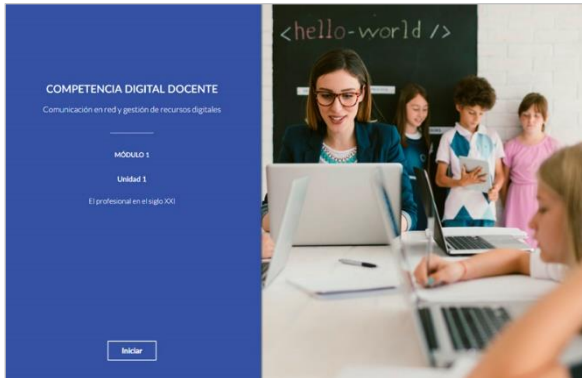 COMPETENCIA DIGITAL DOCENTE
Comunicación en red y gestión de recursos digitales
MÓDULO 1
Unidad 1
El profesional en el siglo XXI
Iniciar
<hello-world />